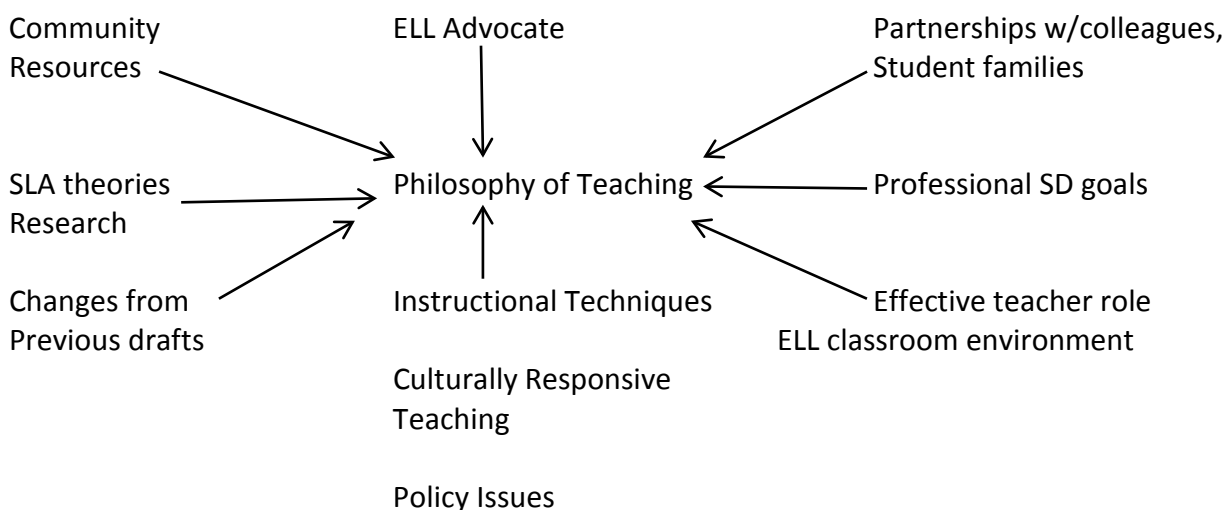 Community
Resources
ELL Advocate
Partnerships w/colleagues,
Student families
SLA theories
Research
Philosophy of Teaching
Professional SD goals
Changes from
Previous drafts
Instructional Techniques
Effective teacher role
ELL classroom environment
Culturally Responsive
Teaching
Policy Issues